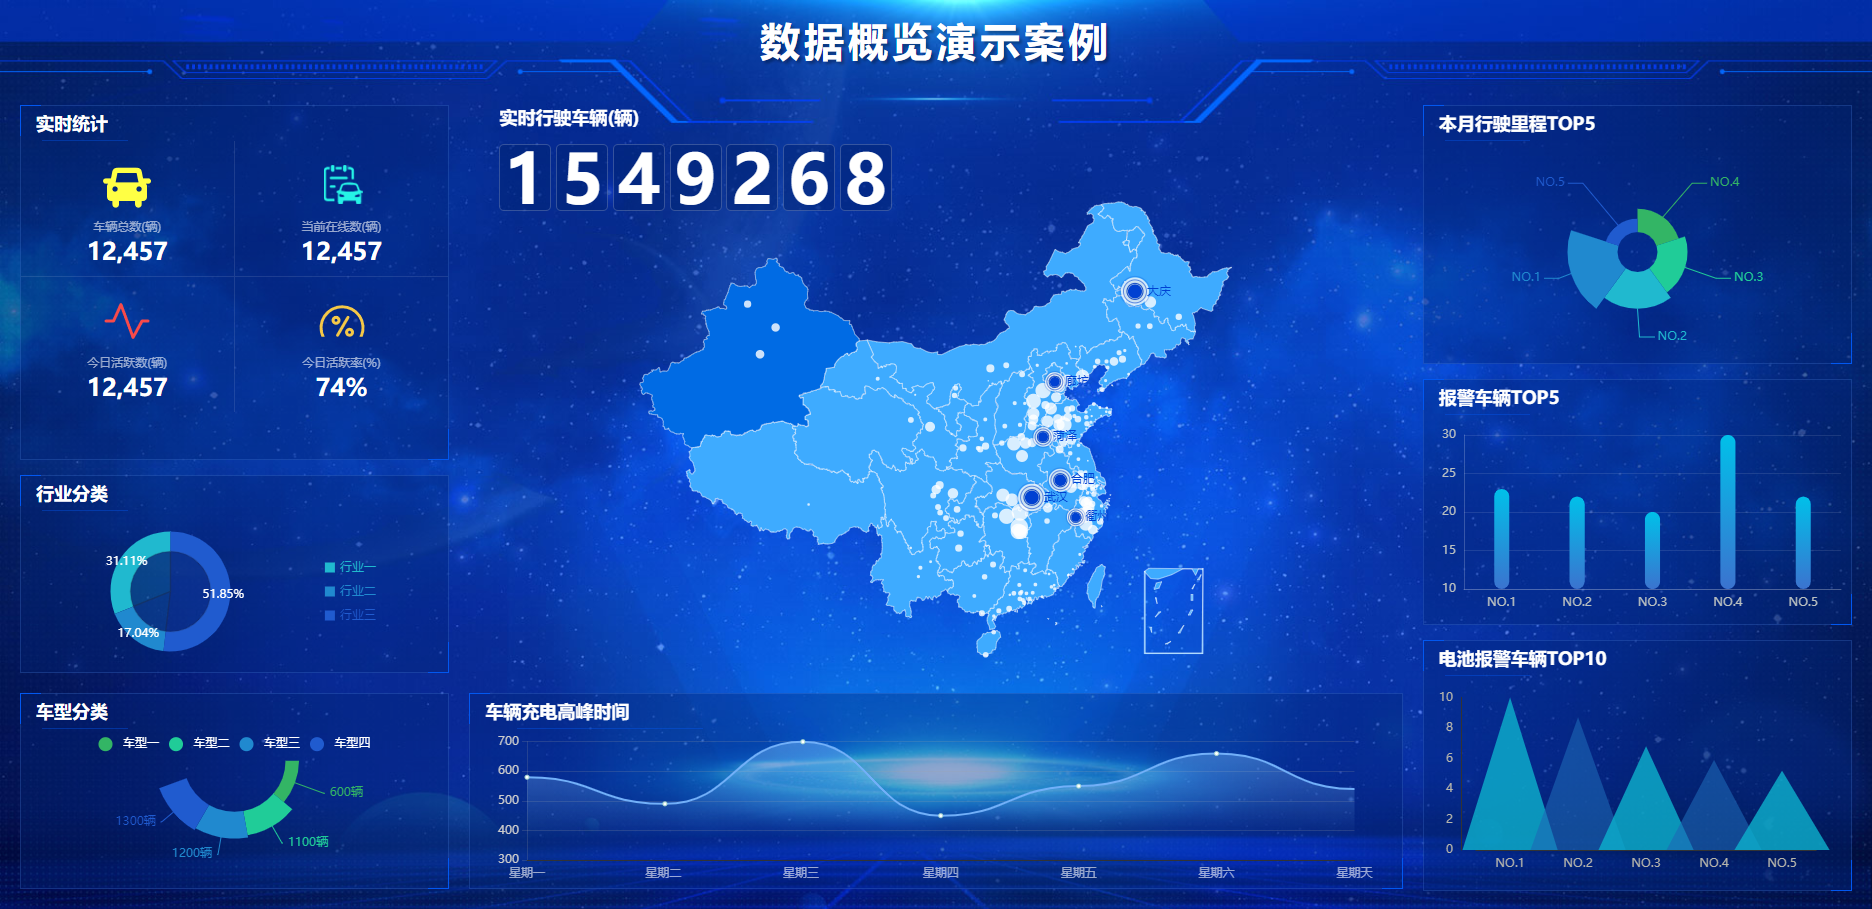 数据概览演示案例
实时统计
车辆总数(辆)
12,457
当前在线数(辆)
12,457
今日活跃数(辆)
12,457
今日活跃率(%)
74%
行业分类
31.11%
51.85%
17.04%
行业一
行业二
行业三
车型分类
车型一 车型二 车型三 车型四
600辆
1300辆
1100辆
1200辆
实时行驶车辆(辆)
1549268
大庆
廊坊
菏泽
合肥
武汉
衢州
车辆充电高峰时间
700
600
500
400
300
星期一 星期二 星期三 星期四 星期五 星期六 星期天
本月行驶里程TOP5
NO.5
NO.4
NO.1
NO.3
NO.2
报警车辆TOP5
30
25
20
15
10
NO.1 NO.2 NO.3 NO.4 NO.5
电池报警车辆TOP10
10
8
6
4
2
0
NO.1 NO.2 NO.3 NO.4 NO.5